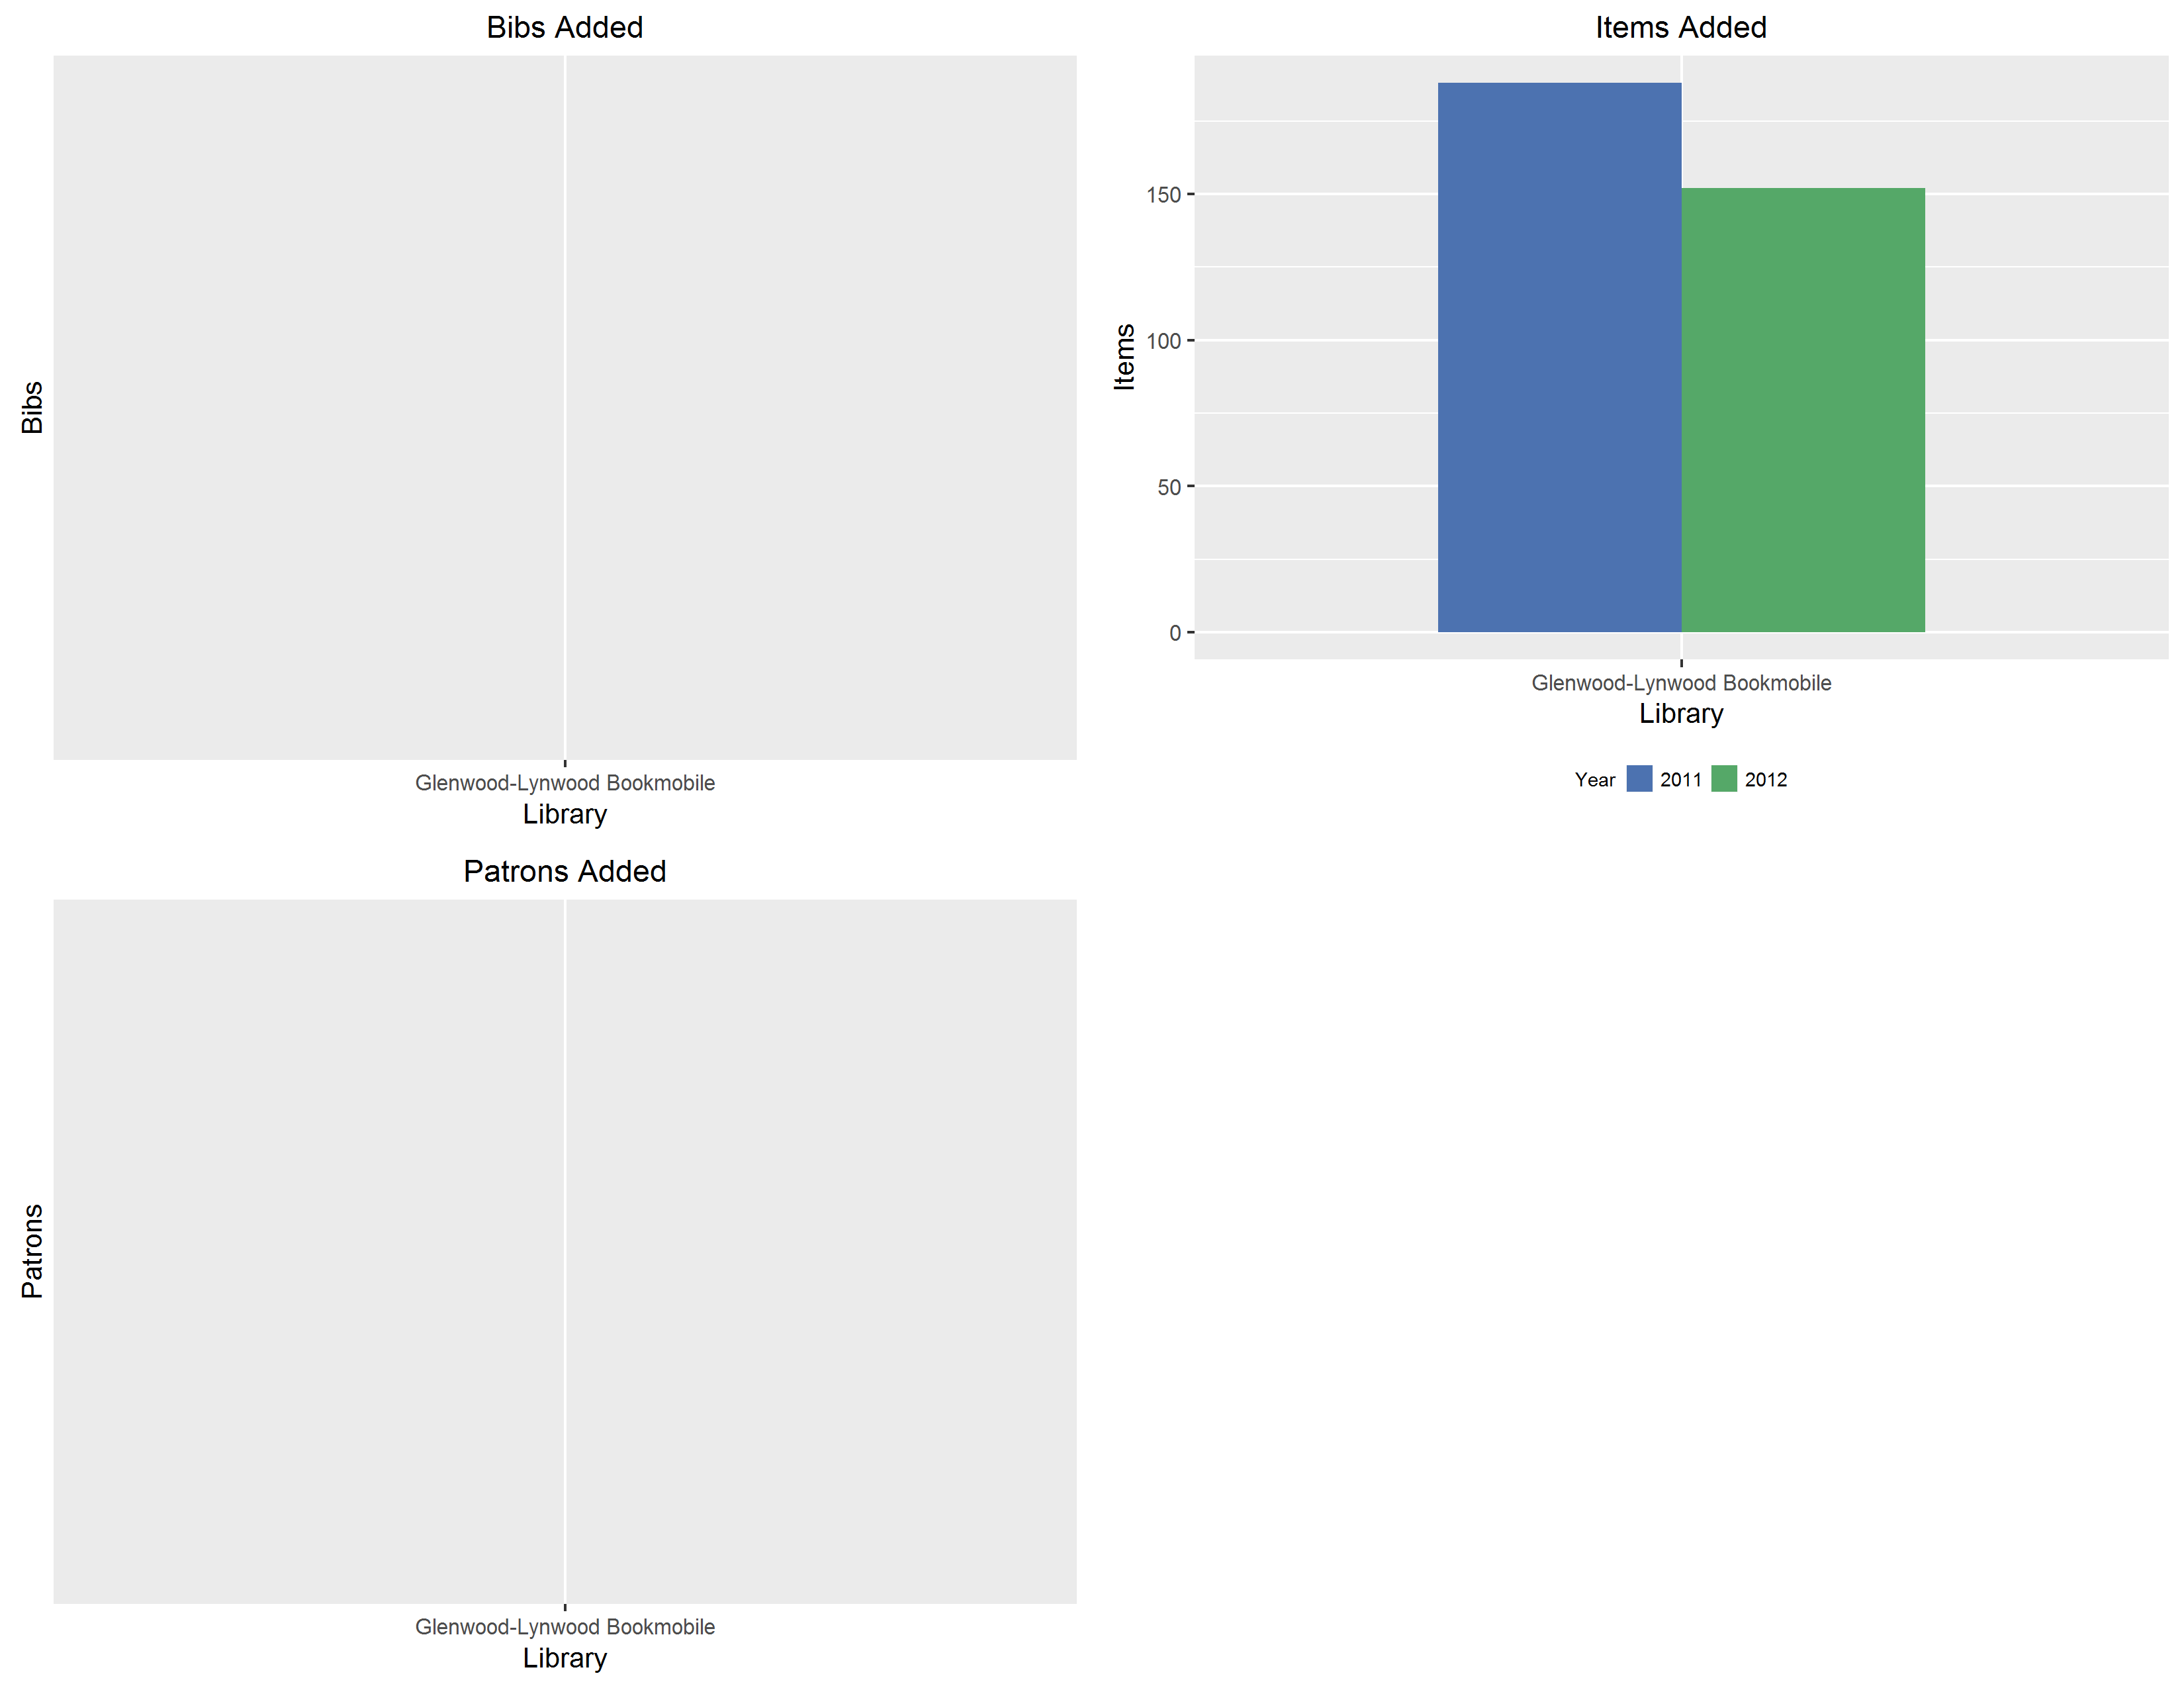 Bibs Added
Bibs
Glenwood-Lynwood Bookmobile
Library
Items Added
Items
150
100
50
0
Glenwood-Lynwood Bookmobile
Library
Year 2011 2012
Patrons Added
Patrons
Glenwood-Lynwood Bookmobile
Library